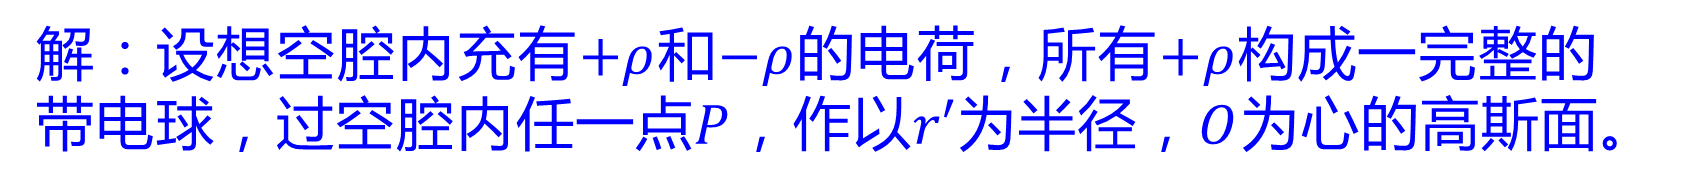 解：设想空腔内充有+ρ和−ρ的电荷，所有+ρ构成一完整的
带电球，过空腔内任一点P，作以r′为半径，O为心的高斯面。